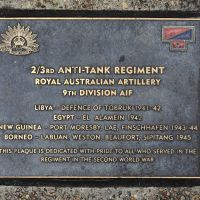 2/3RD ANTI-TANK REGIMENT
ROYAL AUSTRALIAN ARTILLERY
9TH DIVISION AIF
LIBYA - DEFENCE OF TOBRUK 1941-42
EGYPT - EL ALAMEIN 1942
NEW GUINEA - PORT MORESBY, LAE, FINSCHHAFEN 1943-44
BORNEO - LABUAN, WESTON, BEAUFORT, SIPITANG 1945
THIS PLAQUE IS DEDICATED WITH PRIDE TO ALL WHO SERVED IN THE
REGIMENT IN THE SECOND WORLD WAR